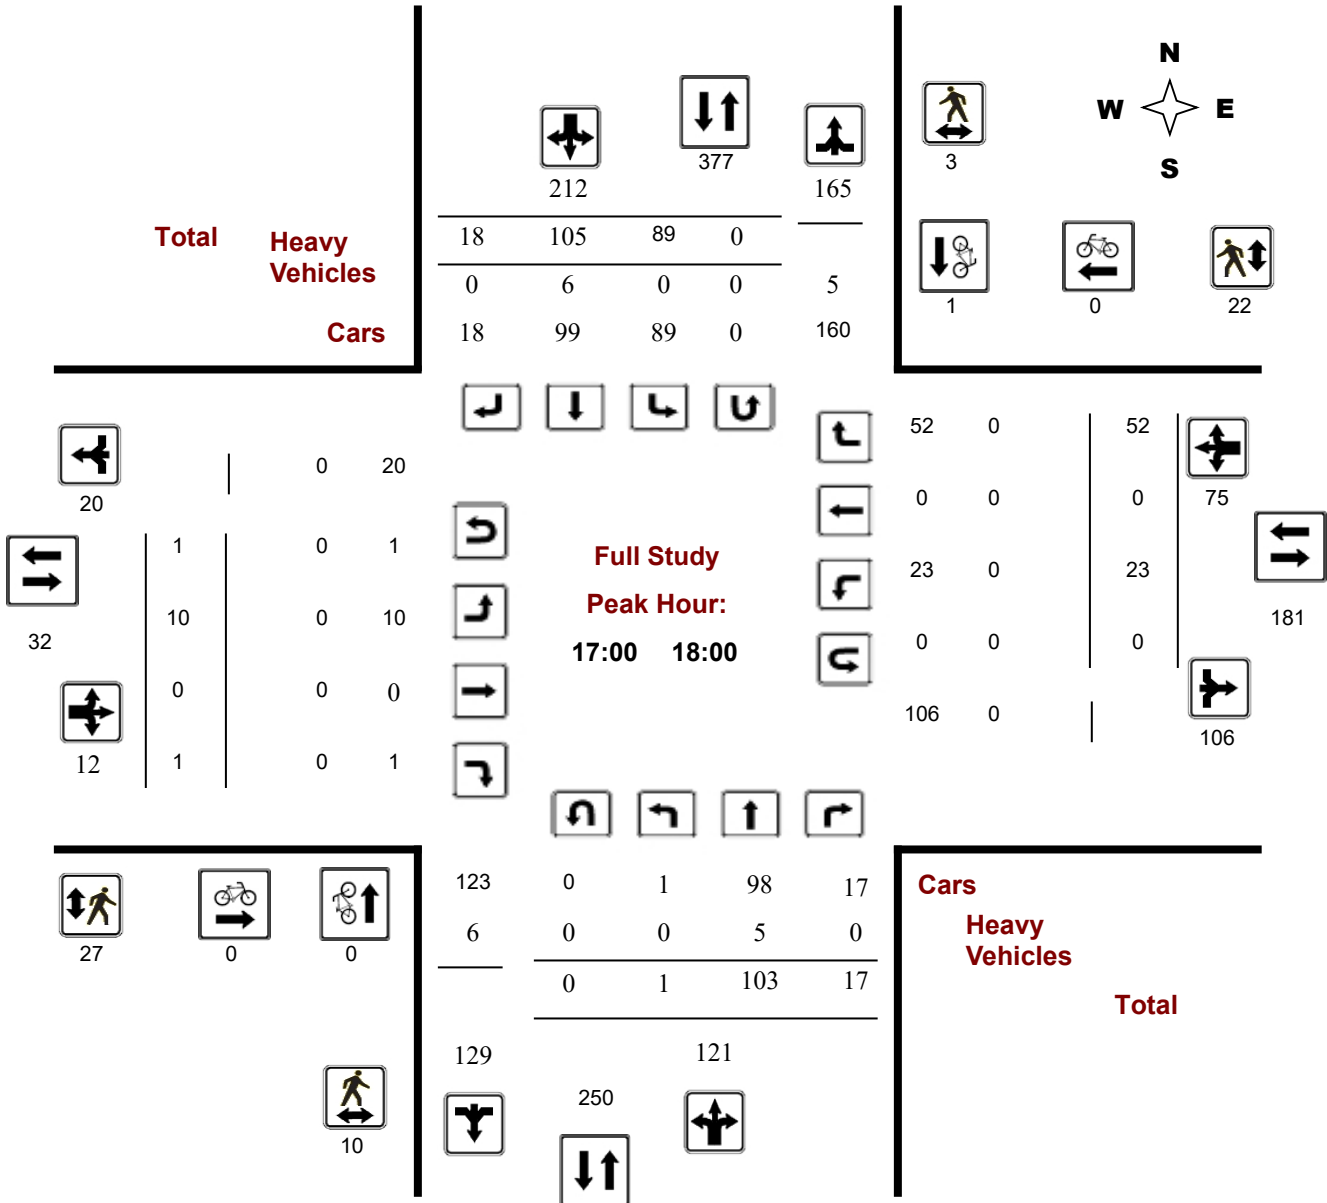 N
W E
S
377
212 165
3
Total Heavy Vehicles
18 105 89 0
0 6 0 0 5
Cars 18 99 89 0 160
1 0 22
52 0 52
0 20
20
0 0 0 75
1 0 1
Full Study
23 0 23
Peak Hour:
10 0 10
181
32
17:00 18:00
0 0 0
0 0 0
106 0
106
12
1 0 1
123 0 1 98 17 Cars
6 0 0 5 0 Heavy Vehicles
27 0 0
0 1 103 17
Total
129 121
250
10